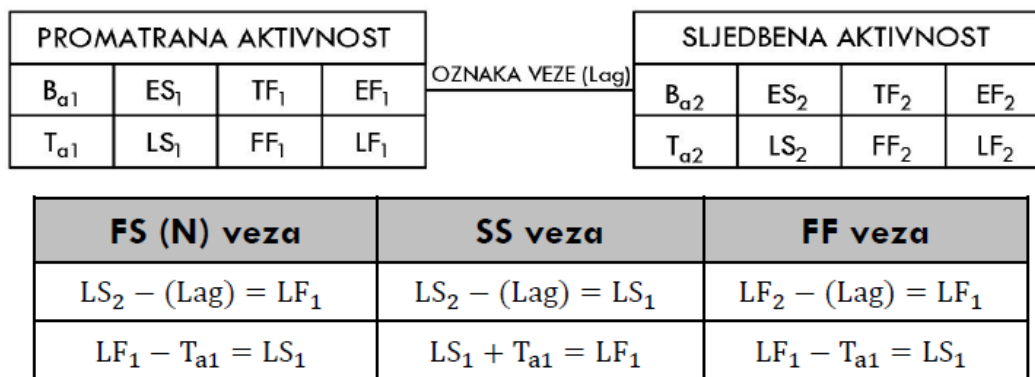 PROMATRANA AKTIVNOST
B_a1 ES_1 TF_1 EF_1
T_a1 LS_1 FF_1 LF_1
OZNAKA VEZE (Lag)
SLJEDBENA AKTIVNOST
B_a2 ES_2 TF_2 EF_2
T_a2 LS_2 FF_2 LF_2
FS (N) veza SS veza FF veza
LS_2 − (Lag) = LF_1 LS_2 − (Lag) = LS_1 LF_2 − (Lag) = LF_1
LF_1 − T_a1 = LS_1 LS_1 + T_a1 = LF_1 LF_1 − T_a1 = LS_1